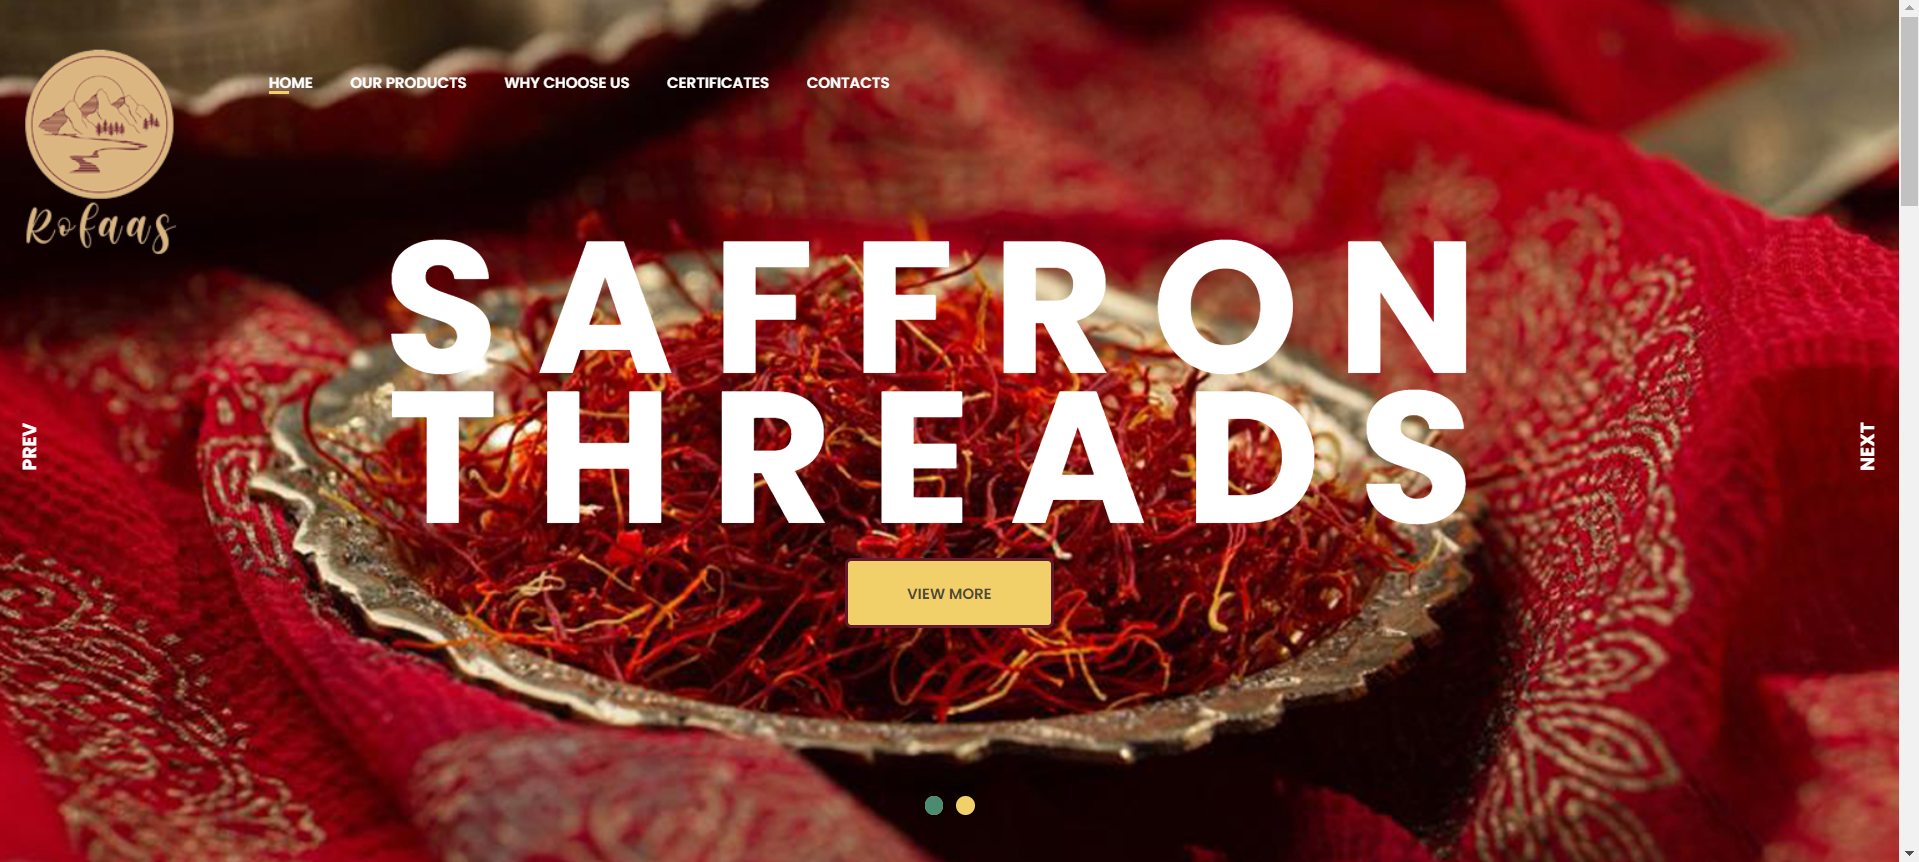 Rofaas
HOME OUR PRODUCTS WHY CHOOSE US CERTIFICATES CONTACTS
SAFFRON
THREADS
PREV
NEXT
VIEW MORE